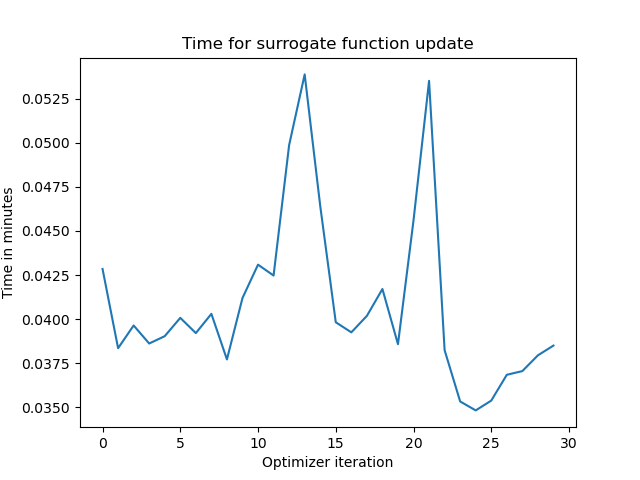 Time for surrogate function update
0.0525
0.0500
0.0475
0.0450
0.0425
0.0400
0.0375
0.0350
Time in minutes
0 5 10 15 20 25 30
Optimizer iteration